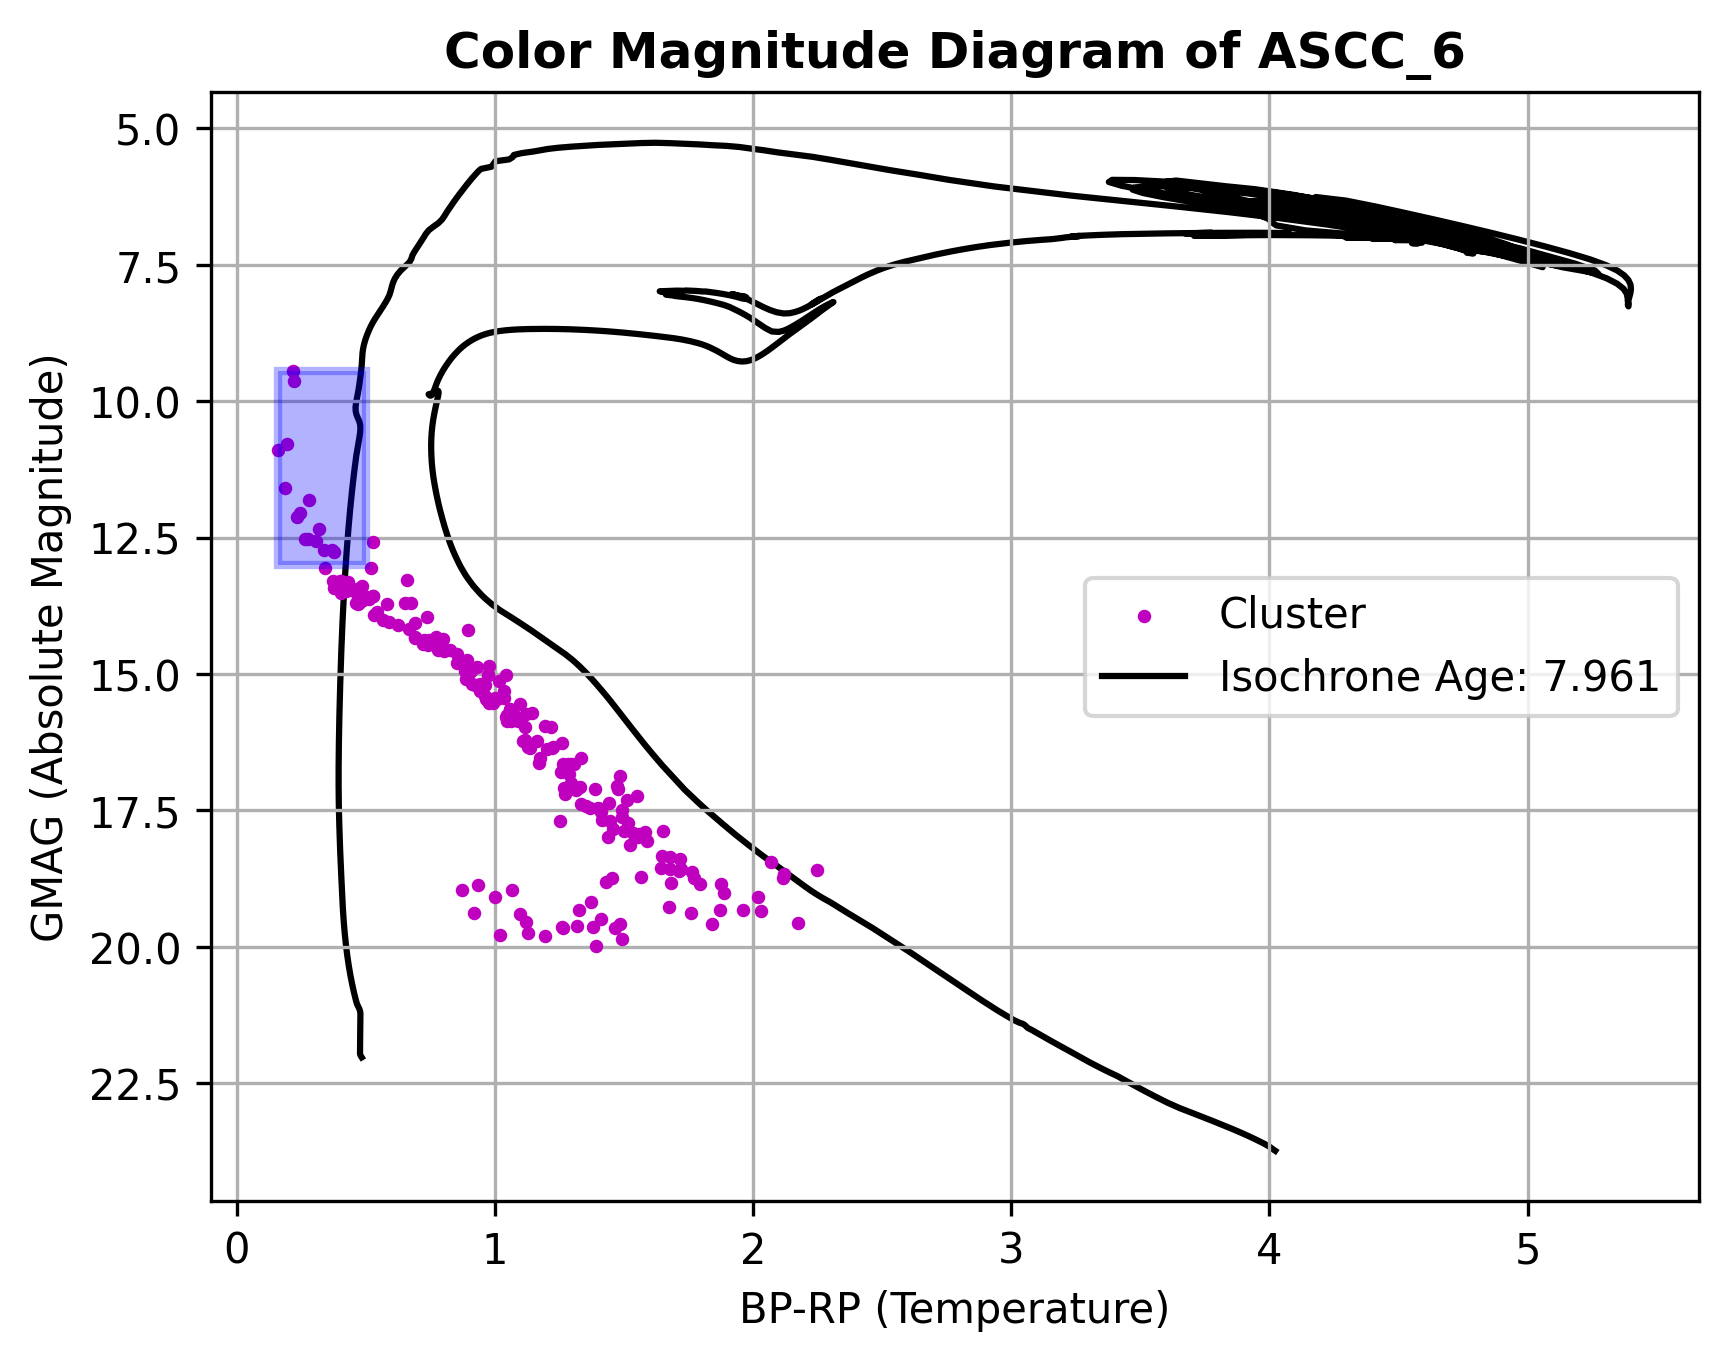 Color Magnitude Diagram of ASCC_6
GMAG (Absolute Magnitude)
5.0
7.5
10.0
12.5
15.0
17.5
20.0
22.5
Cluster
Isochrone Age: 7.961
0 1 2 3 4 5
BP-RP (Temperature)